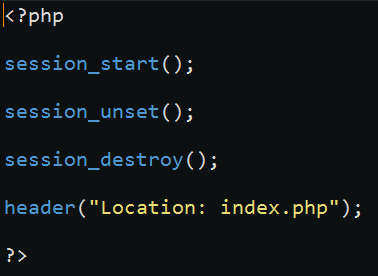 <?php
session_start();
session_unset();
session_destroy();
header("Location: index.php");
?>